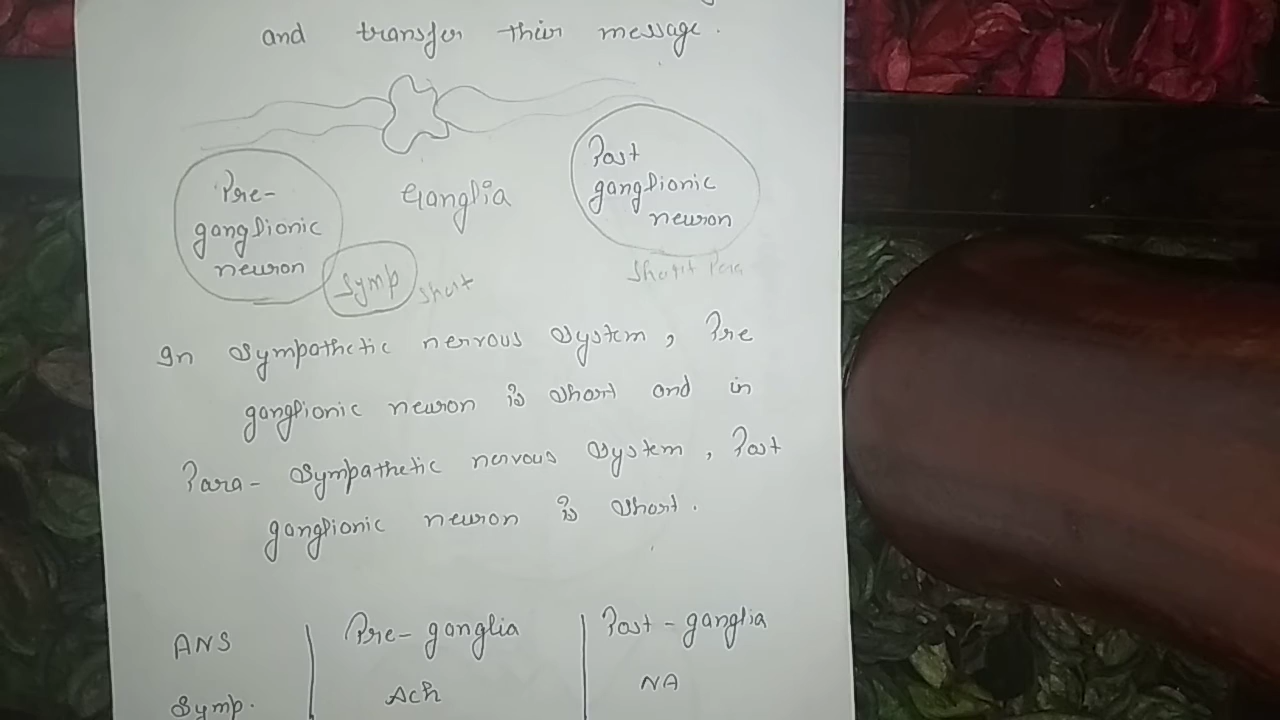 and transfer thier message.
Pre-
ganglionic
neuron
Ganglia
Post
ganglionic
neuron
Symp short
Para
In Sympathetic nervous System, Pre
ganglionic neuron is short and in
Para- Sympathetic nervous System, Post
ganglionic neuron is short.
ANS Pre- ganglia Post - ganglia
Symp. Ach NA